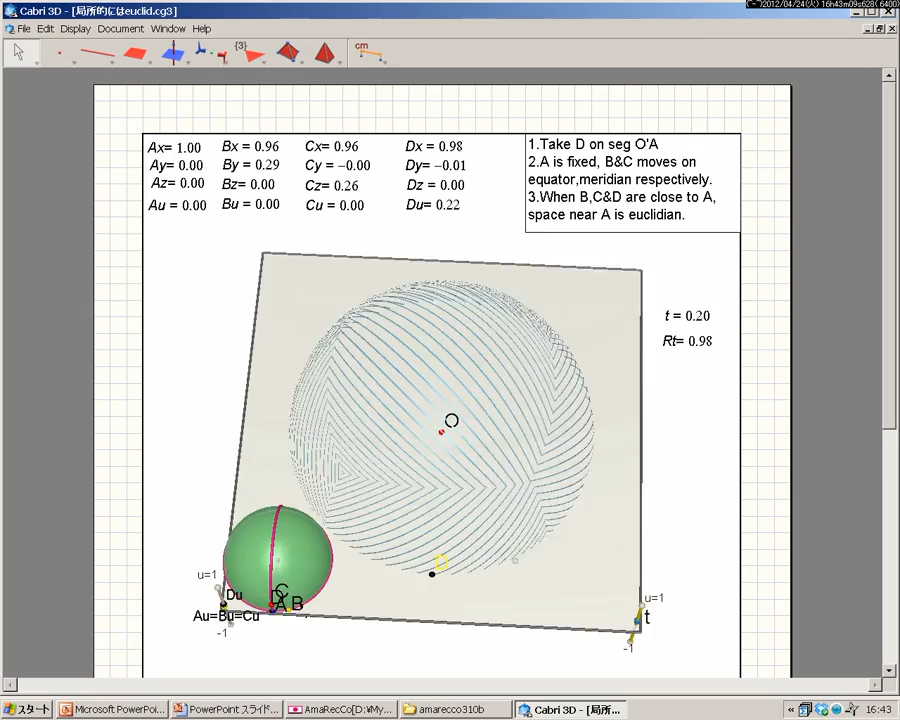 (-)2012/04/24(火) 16h43m09s628(6400)
Cabri 3D - [局所的にはeuclid.cg3]
File Edit Display Document Window Help
{3}
cm
Ax= 1.00 Bx = 0.96 Cx= 0.96 Dx = 0.98
Ay= 0.00 By = 0.29 Cy = −0.00 Dy= −0.01
Az= 0.00 Bz= 0.00 Cz= 0.26 Dz = 0.00
Au = 0.00 Bu = 0.00 Cu = 0.00 Du= 0.22
1.Take D on seg O'A
2.A is fixed, B&C moves on
equator,meridian respectively.
3.When B,C&D are close to A,
space near A is euclidian.
t = 0.20
Rt= 0.98
O
D
u=1
Du
C
D
A B
Au=Bu=Cu
-1
u=1
t
-1
スタート Microsoft PowerPoi... PowerPoint スライド... AmaRecCo[D:¥My... amarecco310b Cabri 3D - [局所... 16:43